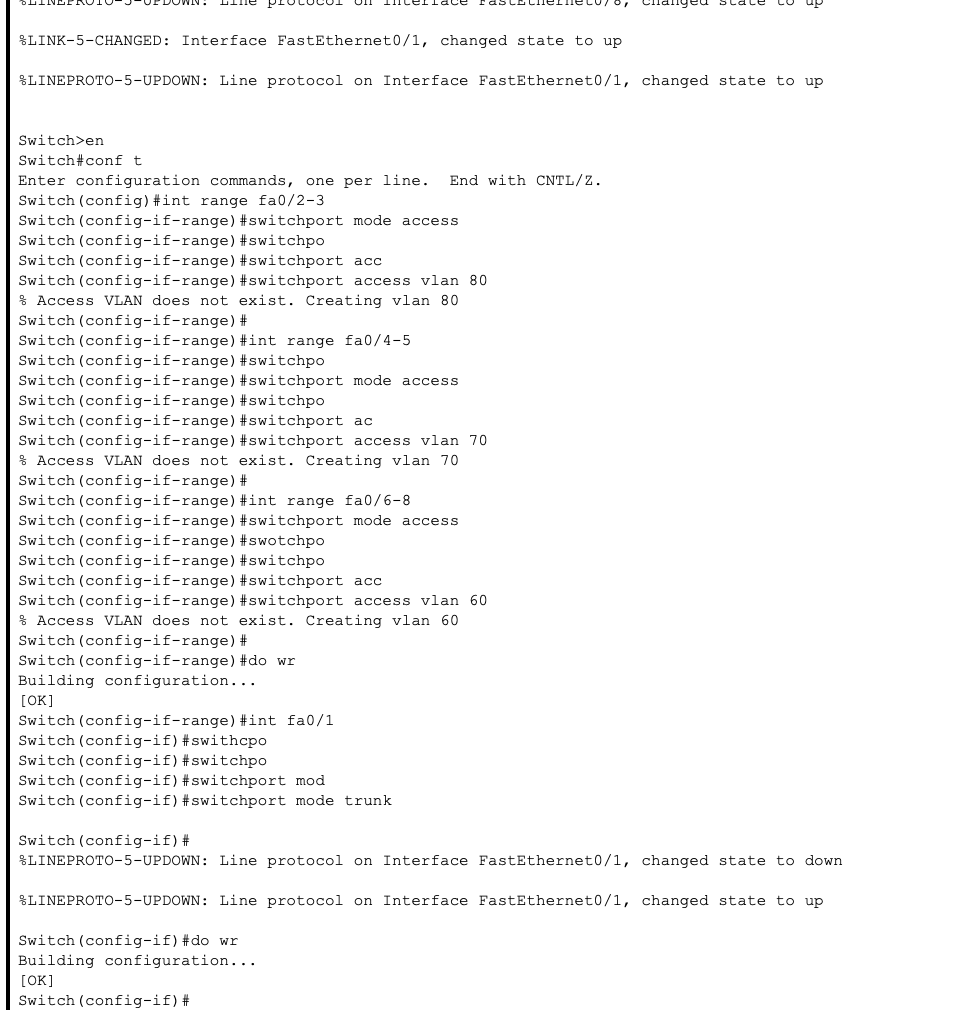 %LINEPROTO-5-UPDOWN: Line protocol on Interface FastEthernet0/8, changed state to up
%LINK-5-CHANGED: Interface FastEthernet0/1, changed state to up
%LINEPROTO-5-UPDOWN: Line protocol on Interface FastEthernet0/1, changed state to up
Switch>en
Switch#conf t
Enter configuration commands, one per line.  End with CNTL/Z.
Switch(config)#int range fa0/2-3
Switch(config-if-range)#switchport mode access
Switch(config-if-range)#switchpo
Switch(config-if-range)#switchport acc
Switch(config-if-range)#switchport access vlan 80
% Access VLAN does not exist. Creating vlan 80
Switch(config-if-range)#
Switch(config-if-range)#int range fa0/4-5
Switch(config-if-range)#switchpo
Switch(config-if-range)#switchport mode access
Switch(config-if-range)#switchpo
Switch(config-if-range)#switchport ac
Switch(config-if-range)#switchport access vlan 70
% Access VLAN does not exist. Creating vlan 70
Switch(config-if-range)#
Switch(config-if-range)#int range fa0/6-8
Switch(config-if-range)#switchport mode access
Switch(config-if-range)#swotchpo
Switch(config-if-range)#switchpo
Switch(config-if-range)#switchport acc
Switch(config-if-range)#switchport access vlan 60
% Access VLAN does not exist. Creating vlan 60
Switch(config-if-range)#
Switch(config-if-range)#do wr
Building configuration...
[OK]
Switch(config-if-range)#int fa0/1
Switch(config-if)#swithcpo
Switch(config-if)#switchpo
Switch(config-if)#switchport mod
Switch(config-if)#switchport mode trunk
Switch(config-if)#
%LINEPROTO-5-UPDOWN: Line protocol on Interface FastEthernet0/1, changed state to down
%LINEPROTO-5-UPDOWN: Line protocol on Interface FastEthernet0/1, changed state to up
Switch(config-if)#do wr
Building configuration...
[OK]
Switch(config-if)#